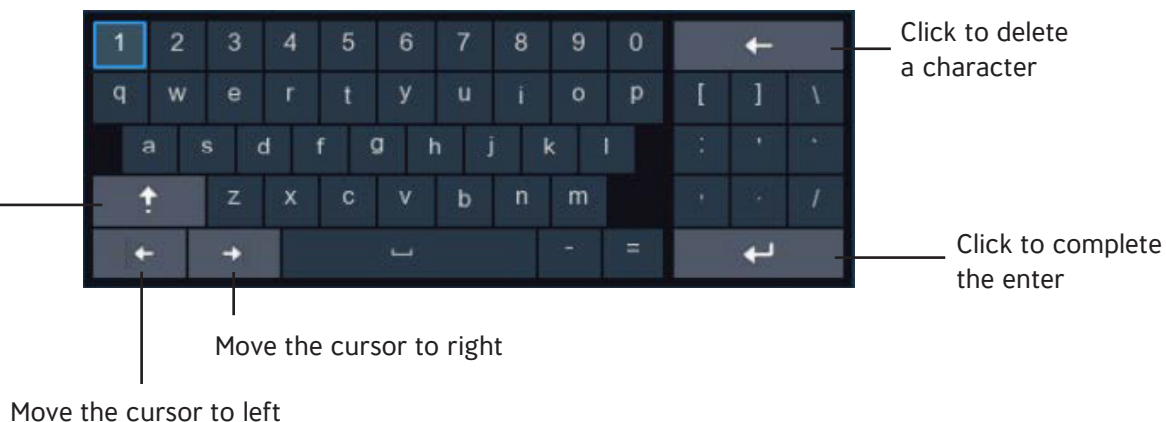 1 2 3 4 5 6 7 8 9 0
Click to delete
a character
q w e r t y u i o p [ ] \
a s d f g h j k l : ' `
z x c v b n m , . /
- =
Click to complete
the enter
Move the cursor to right
Move the cursor to left